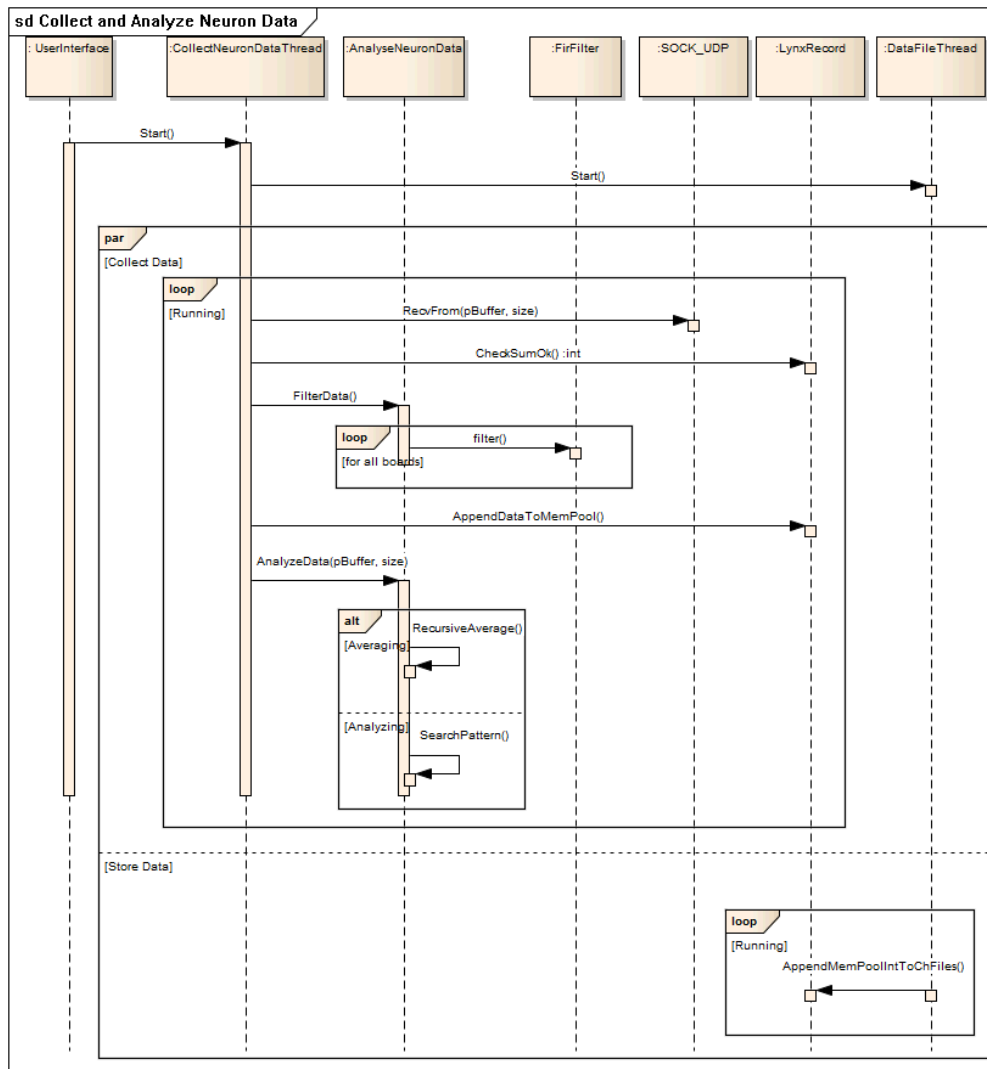 sd Collect and Analyze Neuron Data
: UserInterface
:CollectNeuronDataThread
:AnalyseNeuronData
:FirFilter
:SOCK_UDP
:LynxRecord
:DataFileThread
Start()
Start()
par
[Collect Data]
loop
[Running]
RecvFrom(pBuffer, size)
CheckSumOk() :int
FilterData()
loop
filter()
[for all boards]
AppendDataToMemPool()
AnalyzeData(pBuffer, size)
alt
RecursiveAverage()
[Averaging]
[Analyzing]
SearchPattern()
[Store Data]
loop
[Running]
AppendMemPoolIntToChFiles()